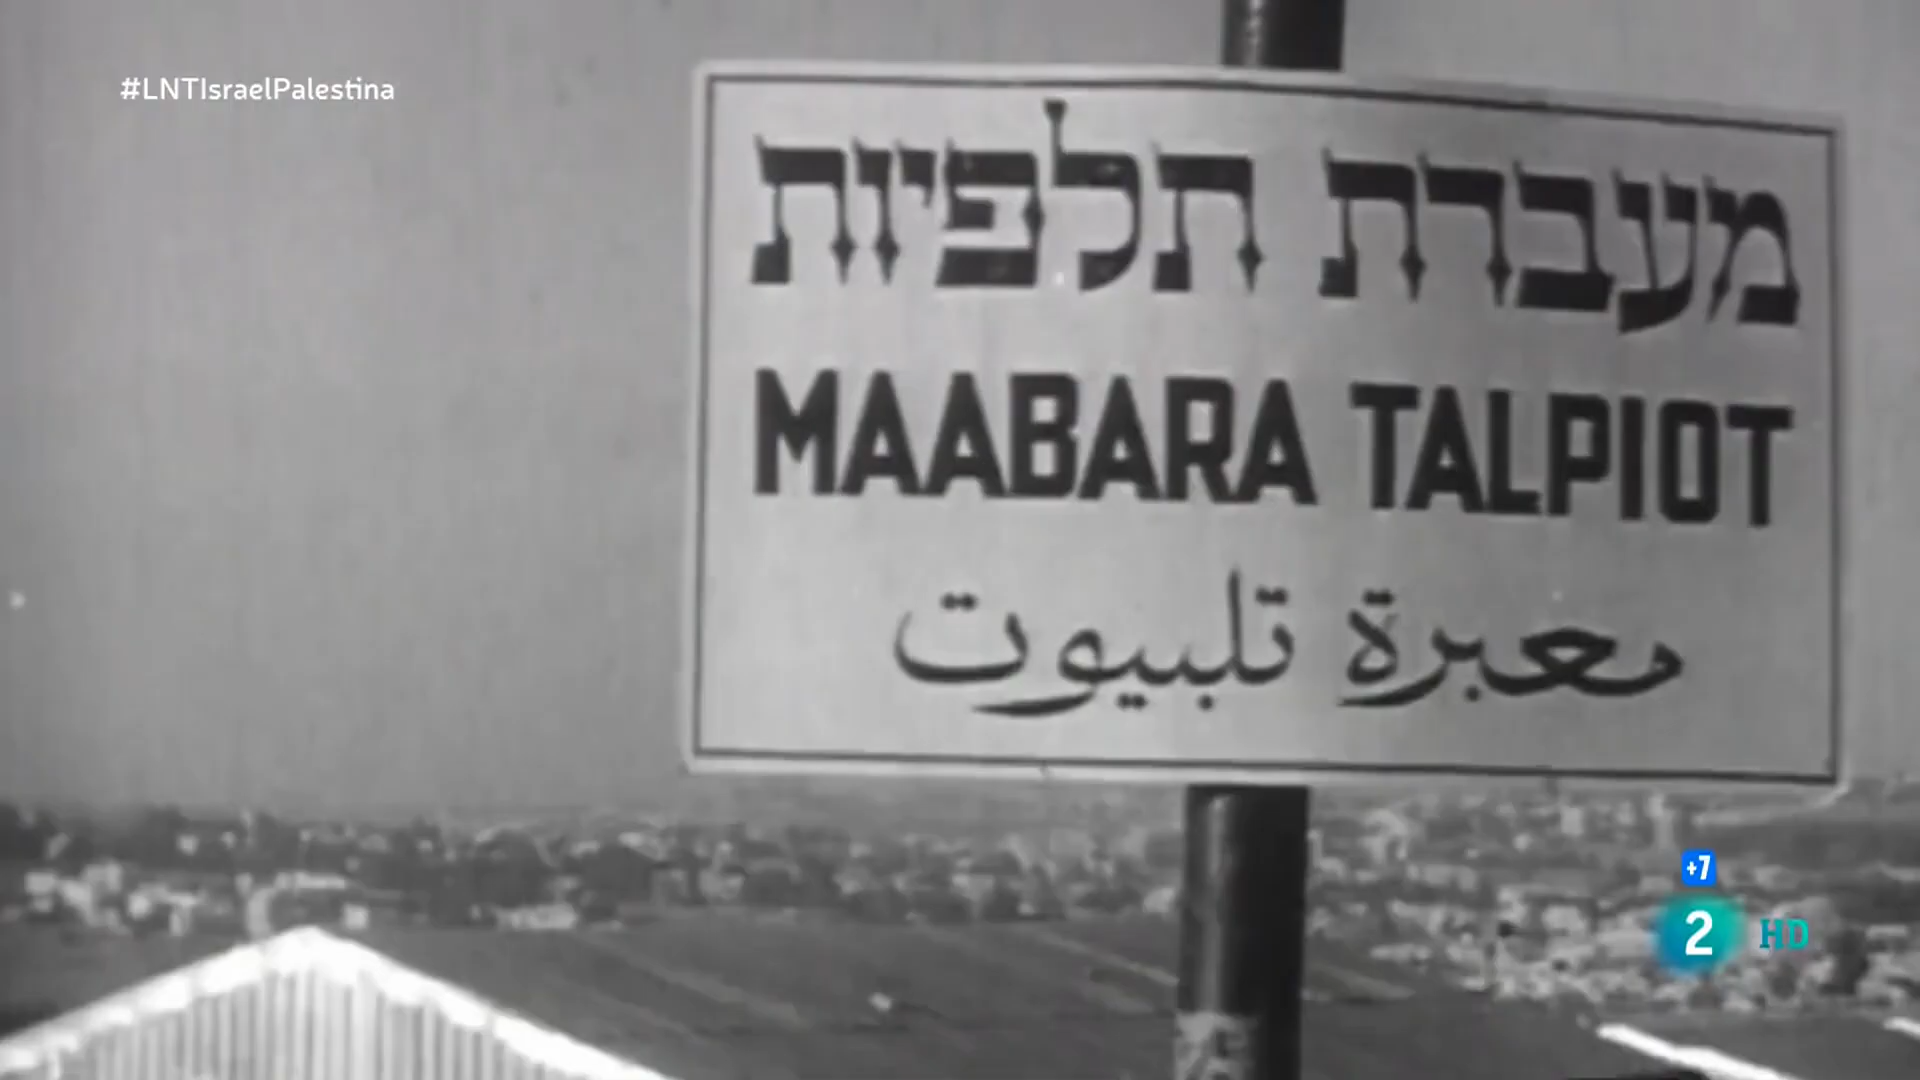 #LNTIsraelPalestina
מעברת תלפיות
MAABARA TALPIOT
معبرة تلبيوت
+7
2 HD